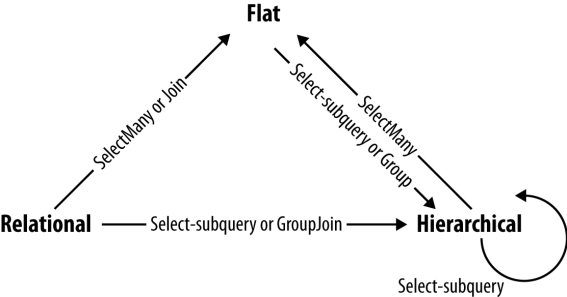 Flat
SelectMany or Join
Select-subquery or Group
SelectMany
Relational
Select-subquery or GroupJoin
Hierarchical
Select-subquery